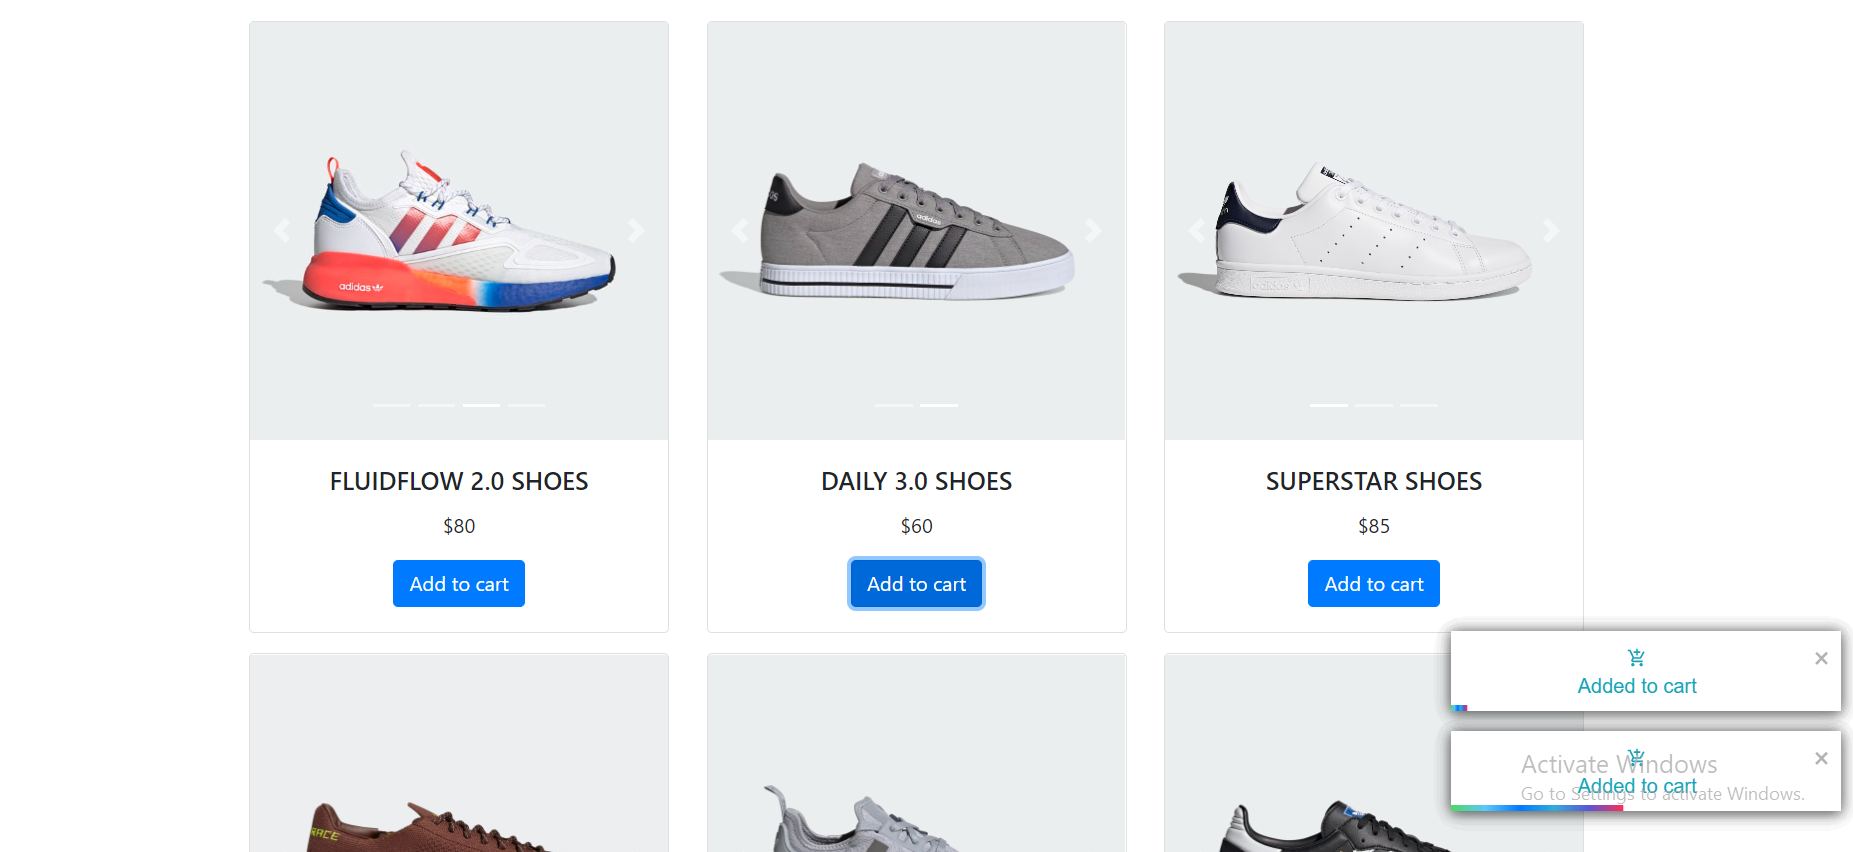 adidas
adidas
adidas
FLUIDFLOW 2.0 SHOES
DAILY 3.0 SHOES
SUPERSTAR SHOES
$80
$60
$85
Add to cart
Add to cart
Add to cart
×
Added to cart
×
Added to cart
Activate Windows
Go to Settings to activate Windows.
RACE